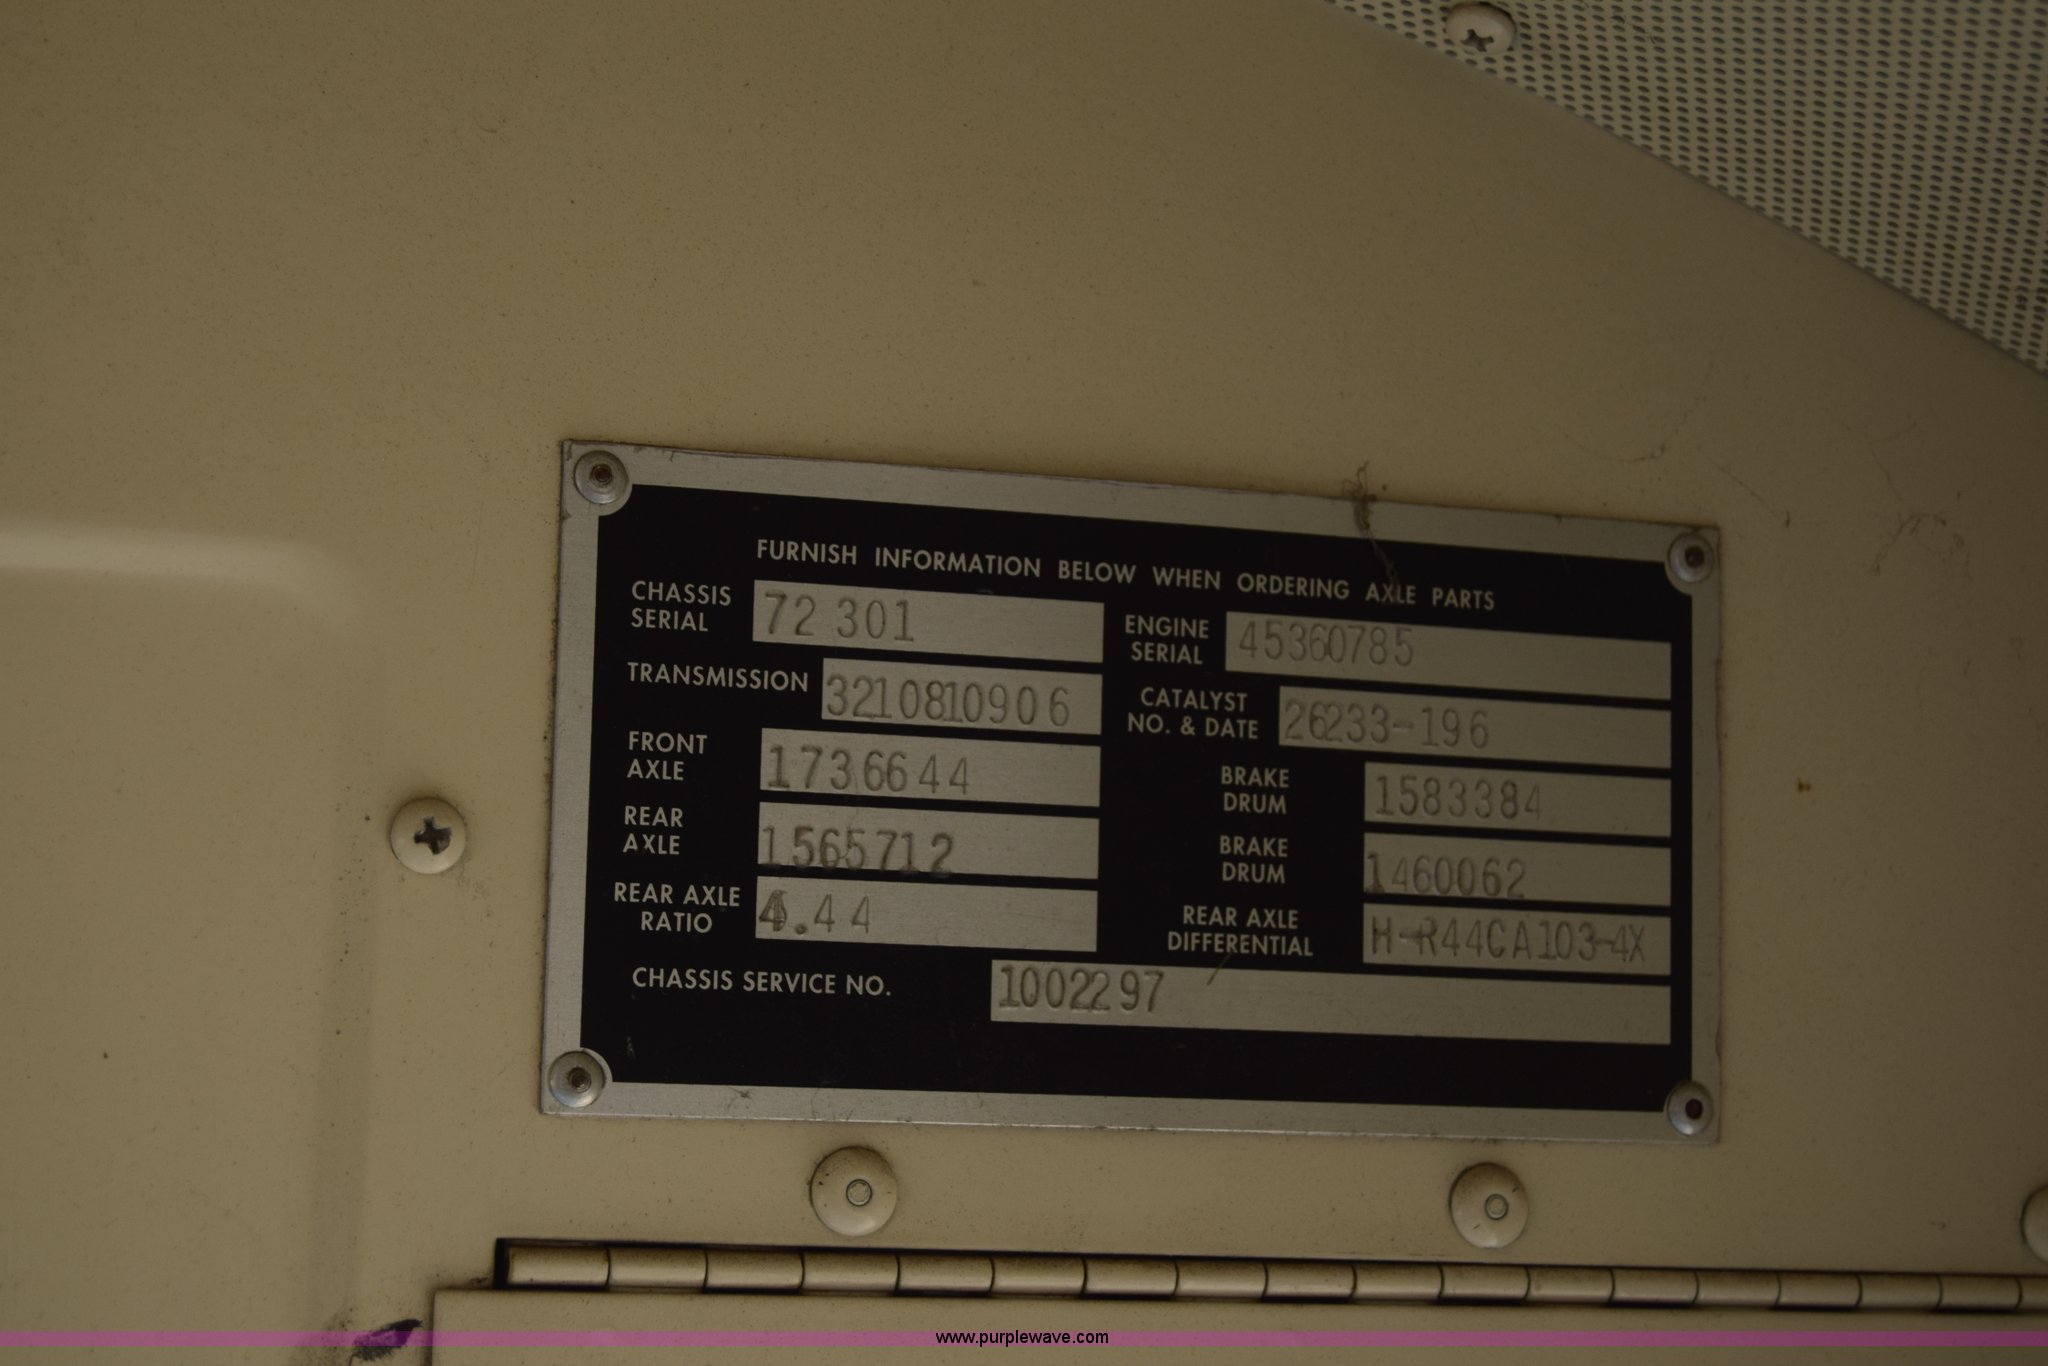 FURNISH INFORMATION BELOW WHEN ORDERING AXLE PARTS
CHASSIS SERIAL 72 301
ENGINE SERIAL 45360785
TRANSMISSION 3210810906
CATALYST NO. & DATE 26233-196
FRONT AXLE 1736644
BRAKE DRUM 1583384
REAR AXLE 1565712
BRAKE DRUM 1460062
REAR AXLE RATIO 4.44
REAR AXLE DIFFERENTIAL H-R44CA103-4X
CHASSIS SERVICE NO. 1002297
www.purplewave.com